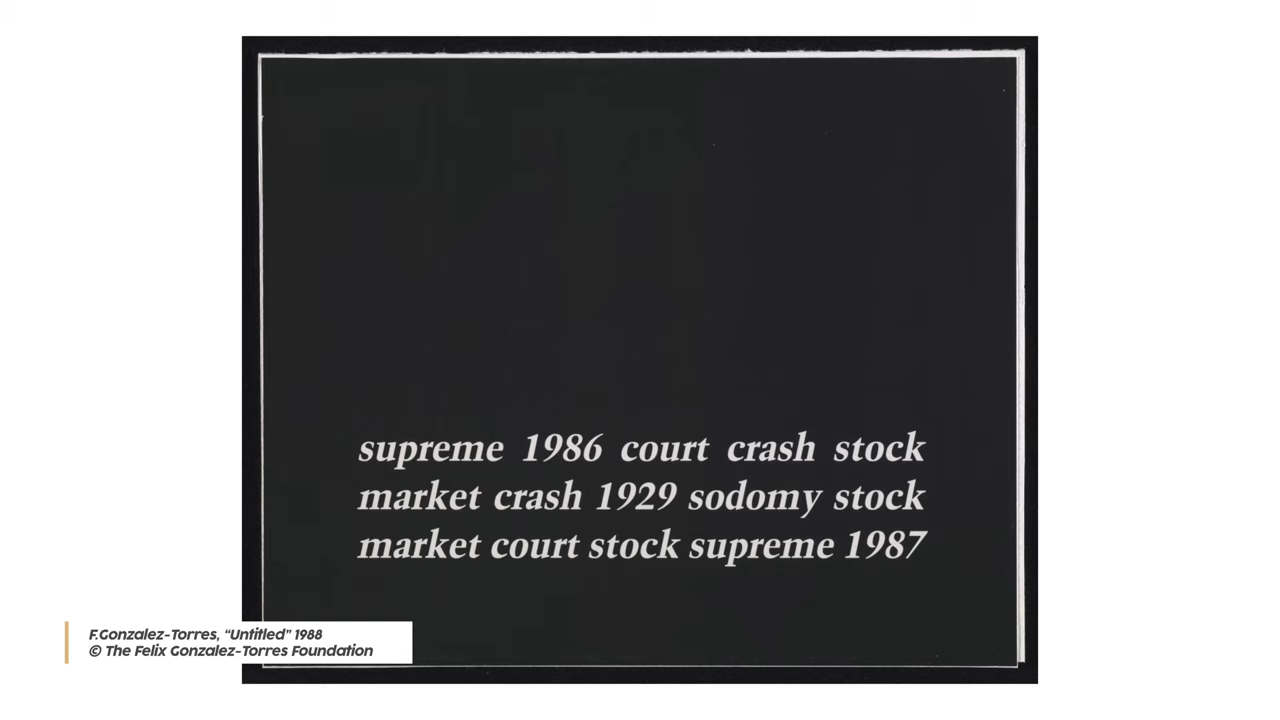 supreme 1986 court crash stock
market crash 1929 sodomy stock
market court stock supreme 1987
F.Gonzalez-Torres, “Untitled” 1988
© The Felix Gonzalez-Torres Foundation